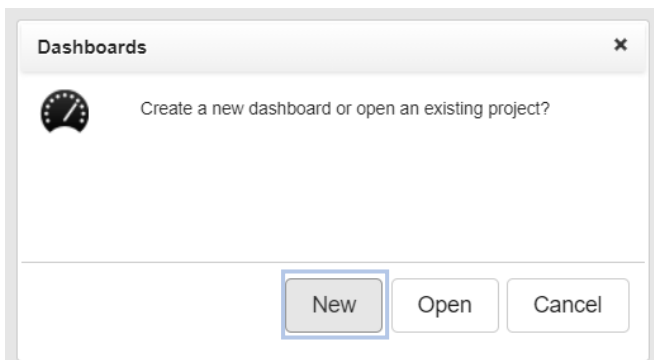 Dashboards
Create a new dashboard or open an existing project?
New
Open
Cancel